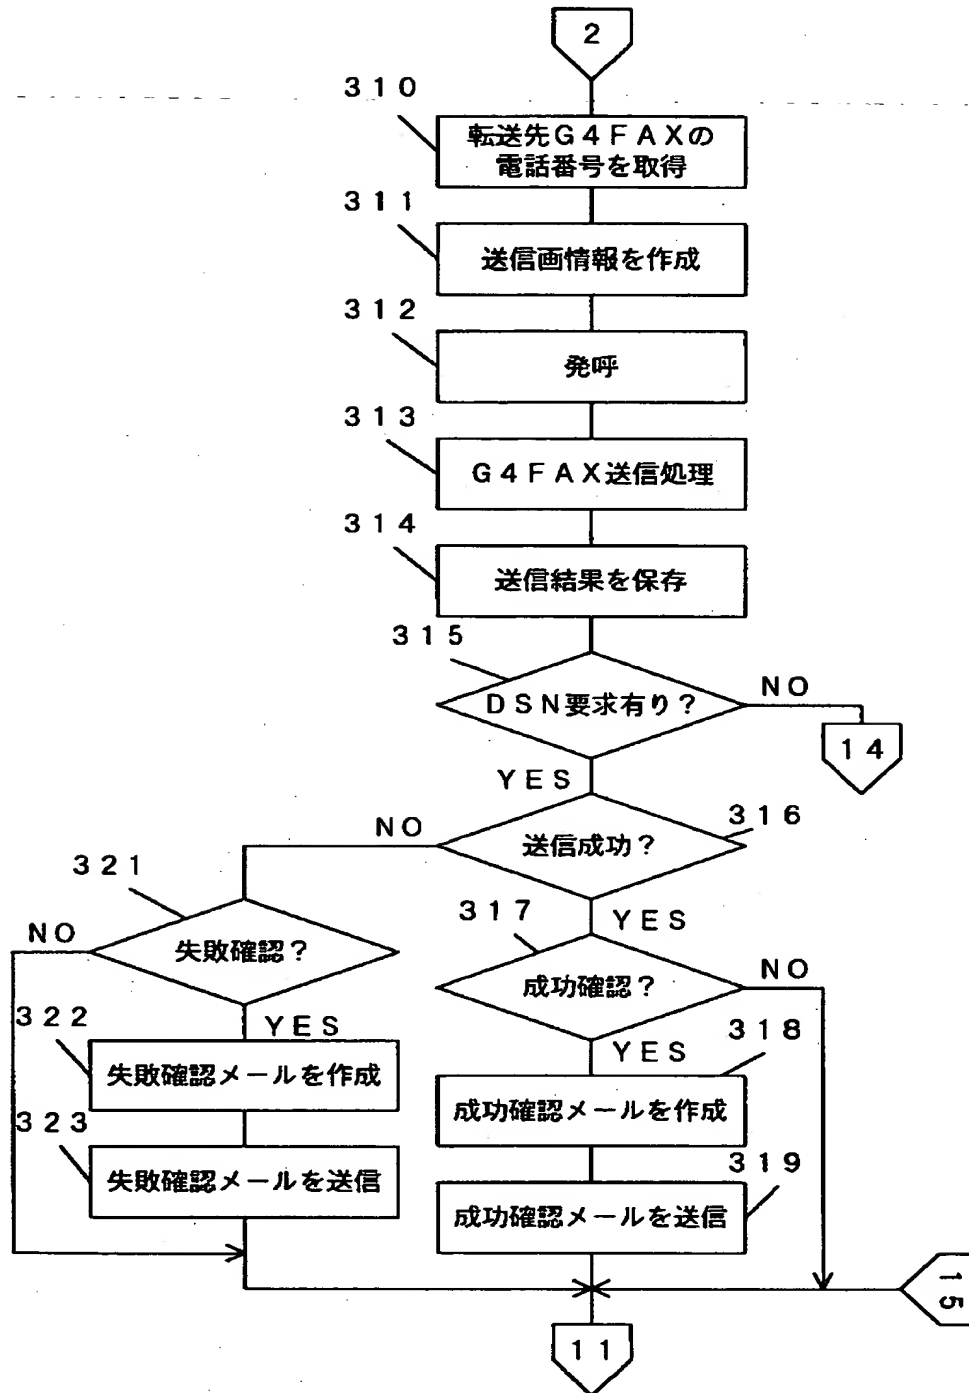 2
310
転送先G4FAXの
電話番号を取得
311
送信画情報を作成
312
発呼
313
G4FAX送信処理
314
送信結果を保存
315
DSN要求有り?
NO
14
YES
316
NO
送信成功?
321
317
YES
NO
失敗確認?
NO
成功確認?
322
YES
318
YES
失敗確認メールを作成
成功確認メールを作成
323
319
失敗確認メールを送信
成功確認メールを送信
15
11